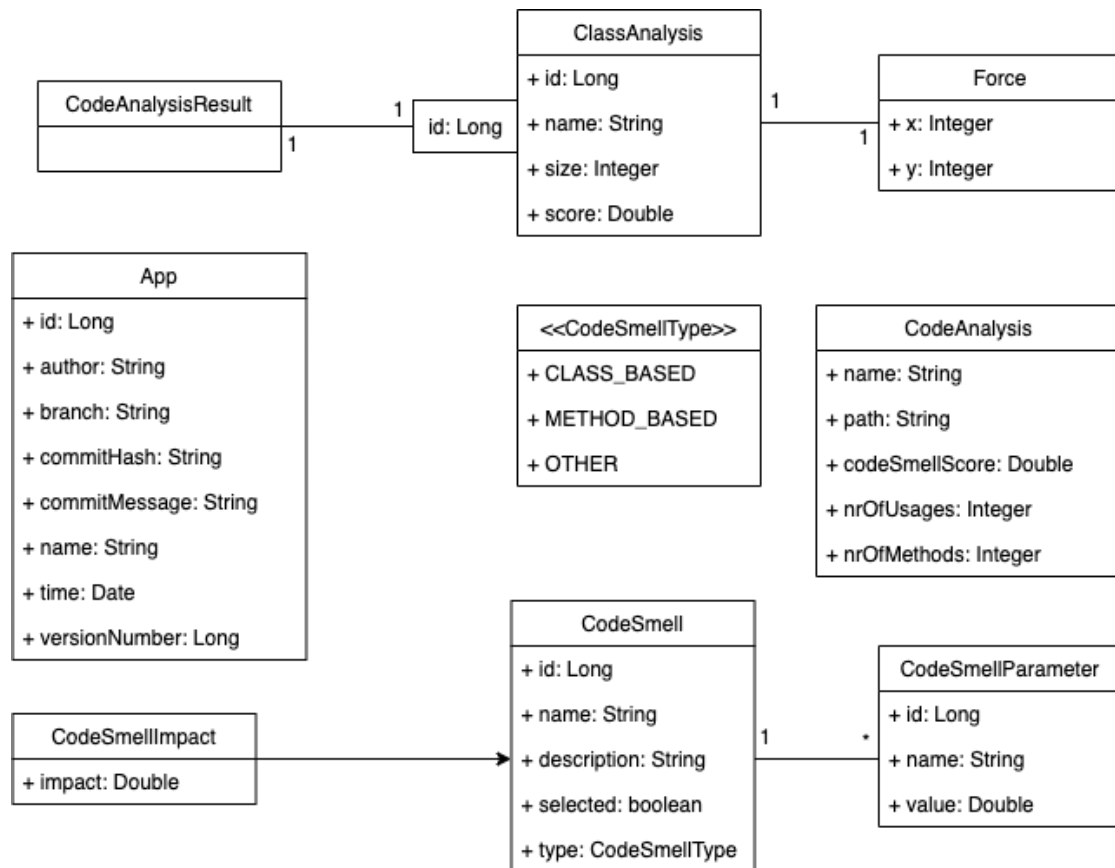 CodeAnalysisResult
1
1
id: Long
ClassAnalysis
+ id: Long
+ name: String
+ size: Integer
+ score: Double
1
1
Force
+ x: Integer
+ y: Integer
App
+ id: Long
+ author: String
+ branch: String
+ commitHash: String
+ commitMessage: String
+ name: String
+ time: Date
+ versionNumber: Long
<<CodeSmellType>>
+ CLASS_BASED
+ METHOD_BASED
+ OTHER
CodeAnalysis
+ name: String
+ path: String
+ codeSmellScore: Double
+ nrOfUsages: Integer
+ nrOfMethods: Integer
CodeSmellImpact
+ impact: Double
CodeSmell
+ id: Long
+ name: String
+ description: String
+ selected: boolean
+ type: CodeSmellType
1
*
CodeSmellParameter
+ id: Long
+ name: String
+ value: Double